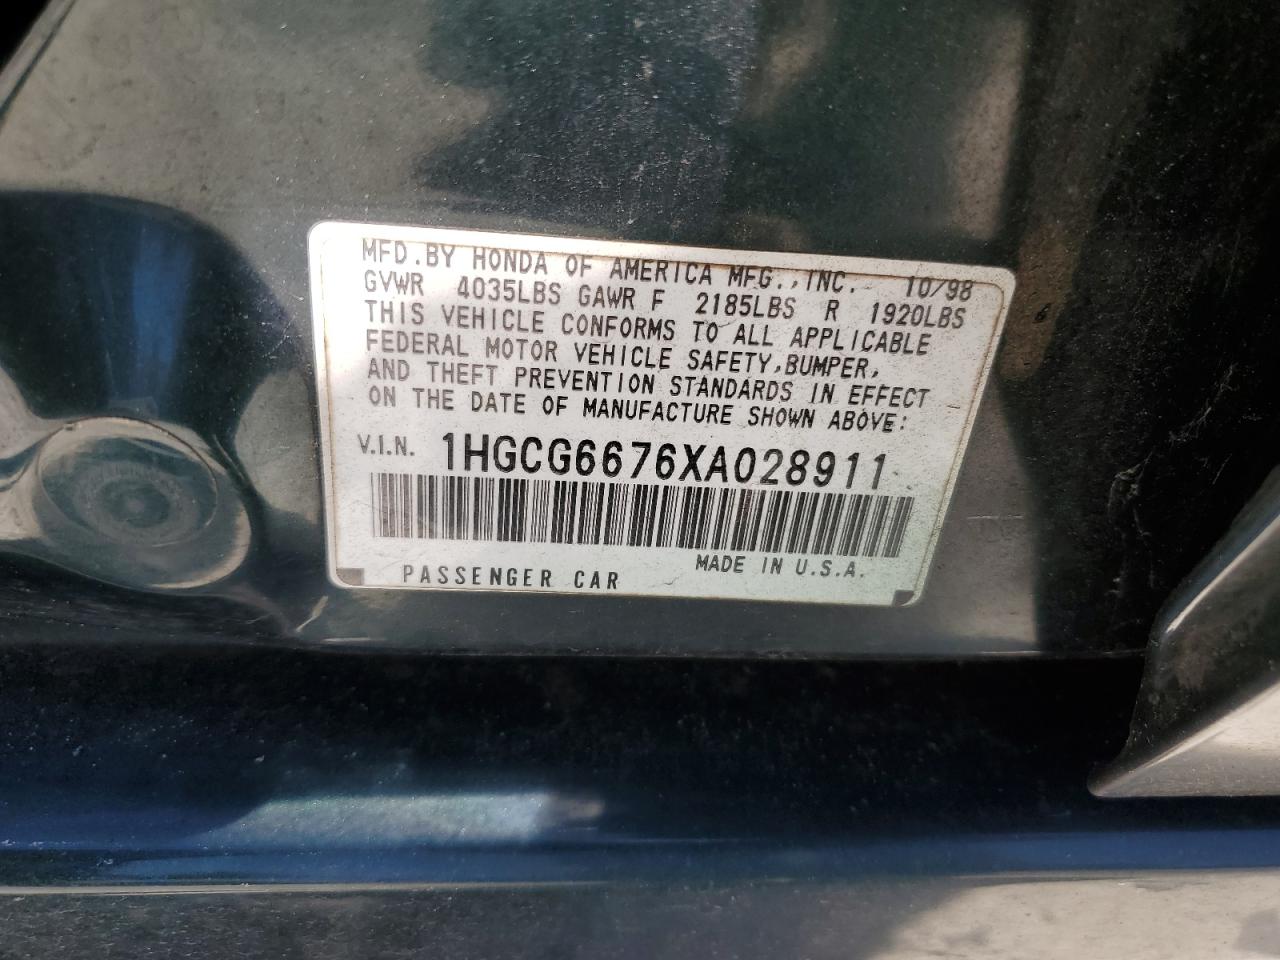 MFD.BY HONDA OF AMERICA MFG.,INC. 10/98
GVWR 4035LBS GAWR F 2185LBS R 1920LBS
THIS VEHICLE CONFORMS TO ALL APPLICABLE
FEDERAL MOTOR VEHICLE SAFETY,BUMPER,
AND THEFT PREVENTION STANDARDS IN EFFECT
ON THE DATE OF MANUFACTURE SHOWN ABOVE:
V.I.N. 1HGCG6676XA028911
MADE IN U.S.A.
PASSENGER CAR